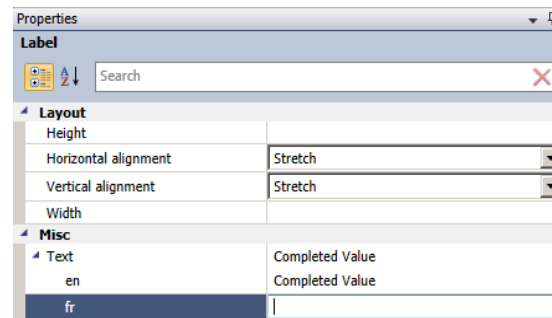 Properties
Label
A
Z
Search
Layout
Height
Horizontal alignment Stretch
Vertical alignment Stretch
Width
Misc
Text Completed Value
en Completed Value
fr